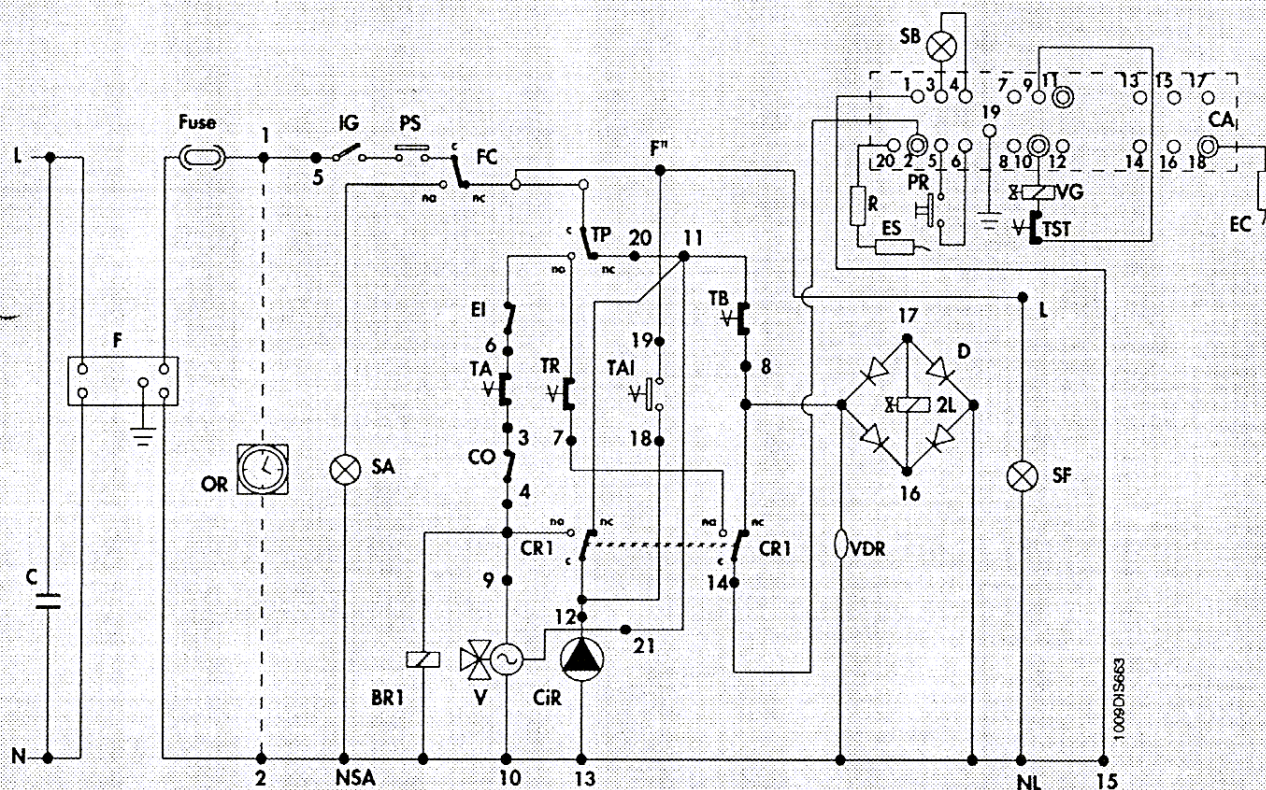 SB
1 3 4 7 9 11 13 15 17
19
CA
20 2 5 6 8 10 12 14 16 18
Fuse
1
IG
PS
c
FC
F"
L
5
na
nc
PR
R
ES
VG
TST
EC
c
TP
20
11
na
nc
L
EI
TB
17
D
6
19
F
TA
TR
TAI
8
2L
3
7
18
16
CO
OR
SA
4
SF
na
nc
na
nc
CR1
c
CR1
c
VDR
C
9
14
12
21
BR1
V
CiR
N
2
NSA
10
13
NL
15
1009DIS663